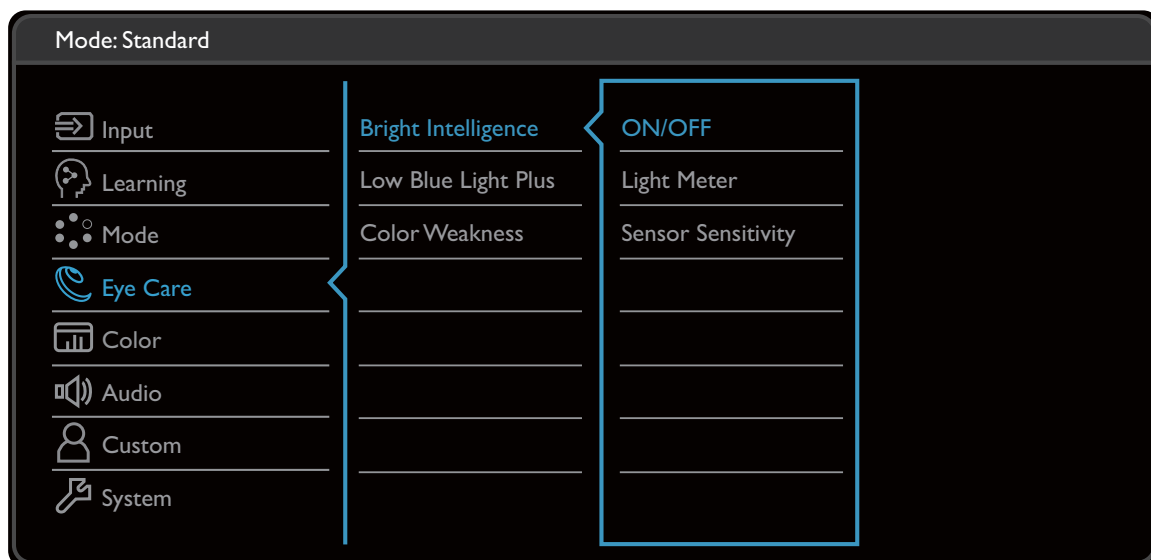 Mode: Standard
Input
Learning
Mode
Eye Care
Color
Audio
Custom
System
Bright Intelligence
Low Blue Light Plus
Color Weakness
ON/OFF
Light Meter
Sensor Sensitivity